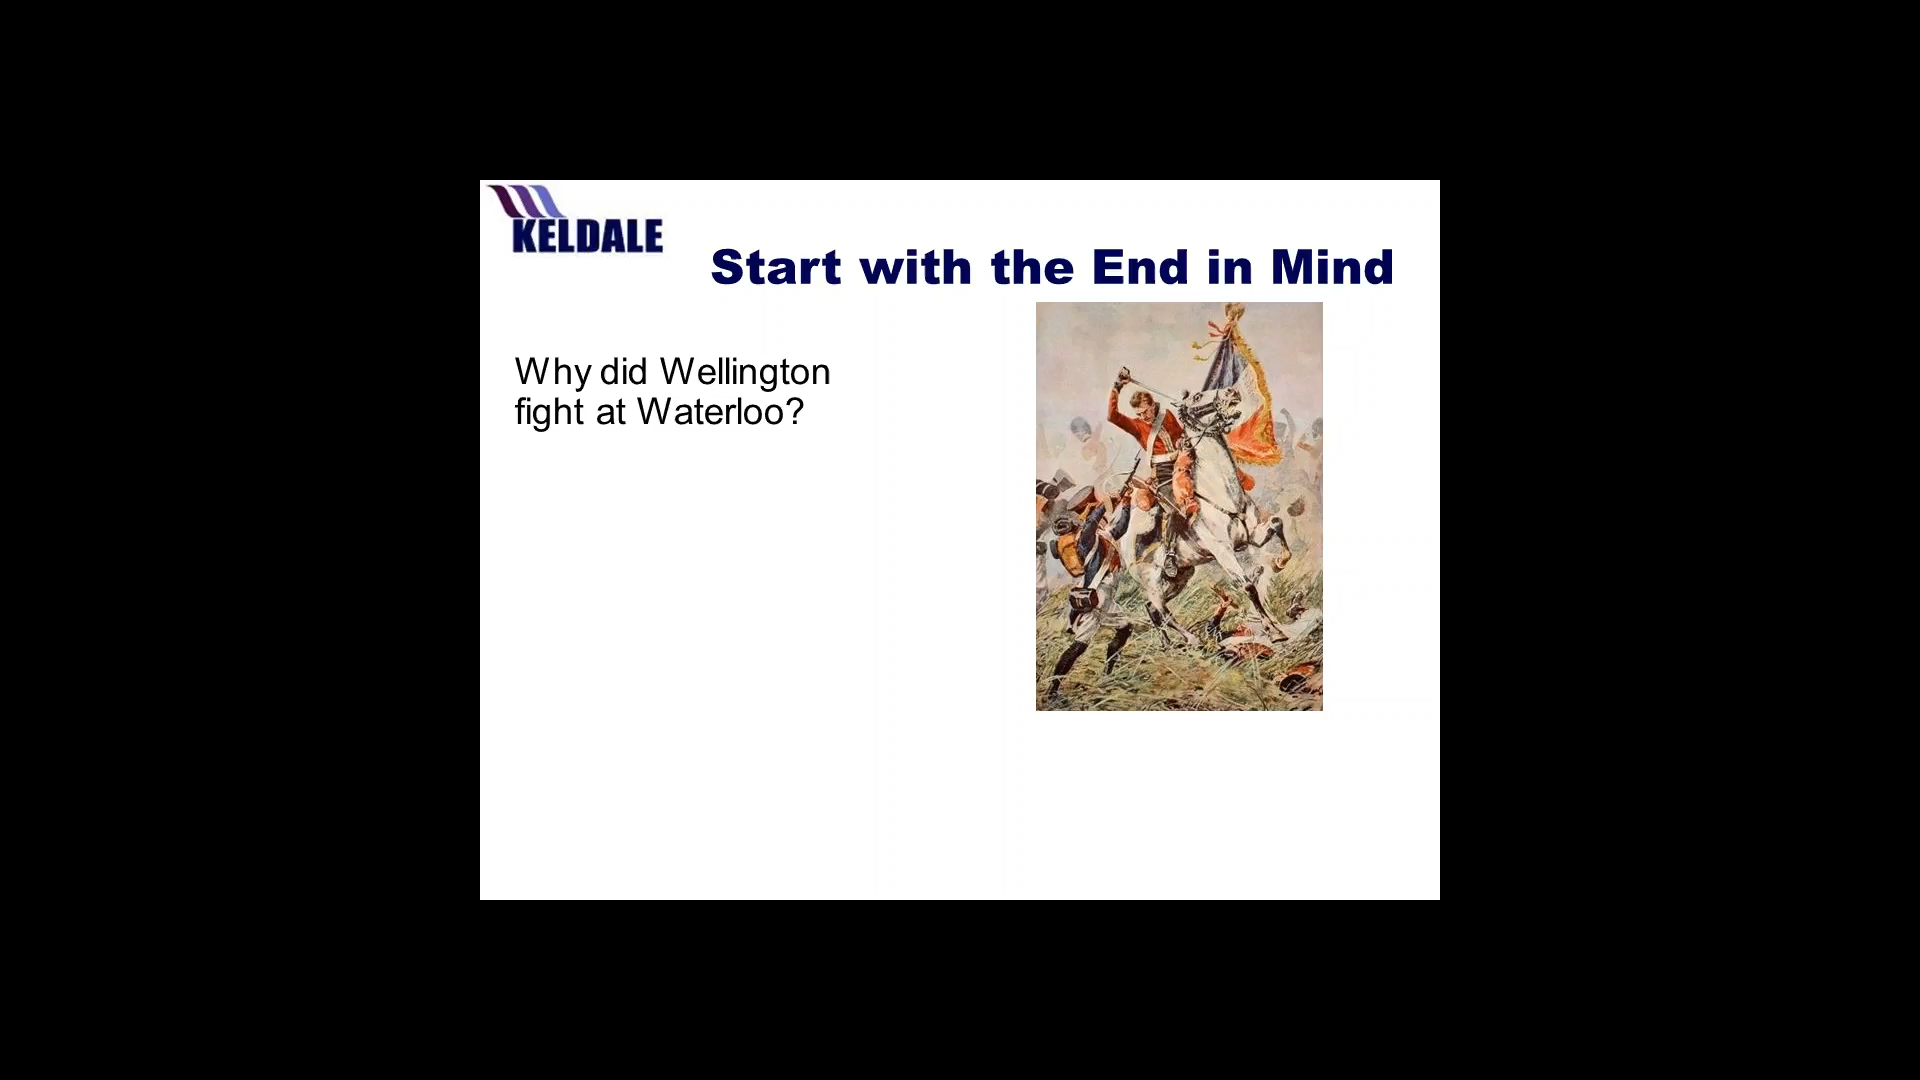 KELDALE
Start with the End in Mind
Why did Wellington
fight at Waterloo?